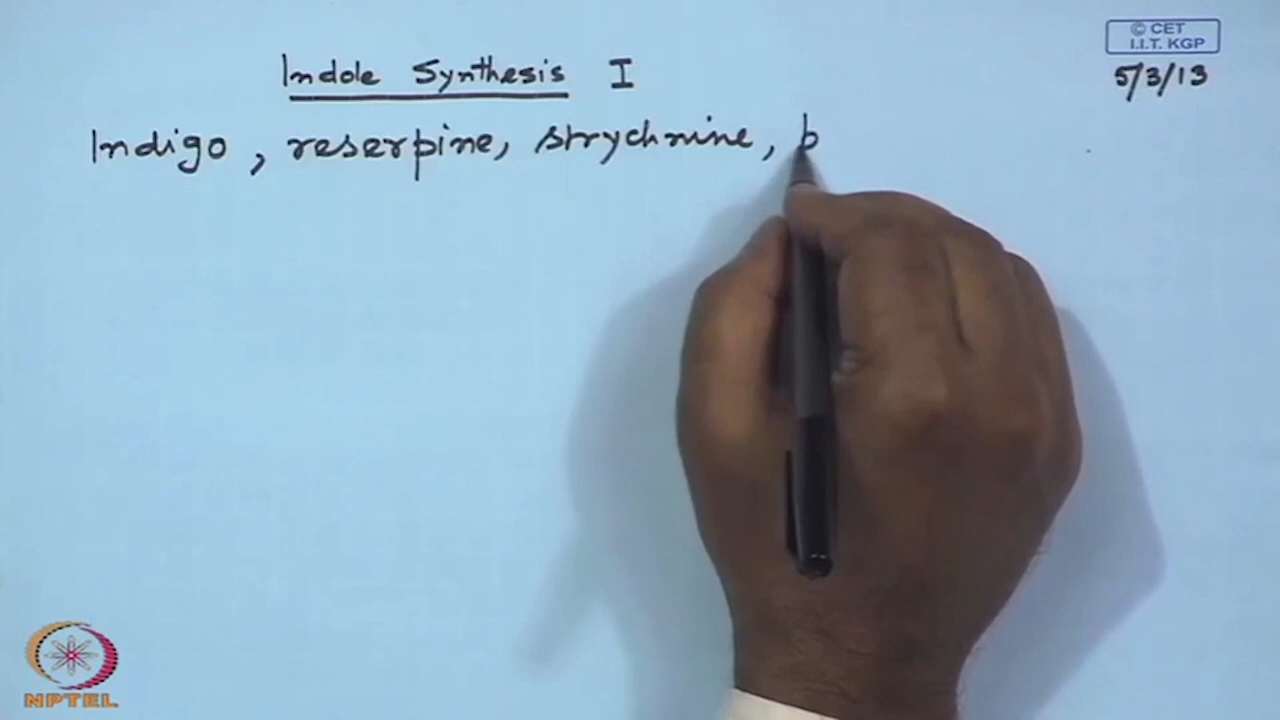 © CET
I.I.T. KGP
Indole Synthesis I
5/3/13
Indigo, reserpine, strychnine, b
NPTEL